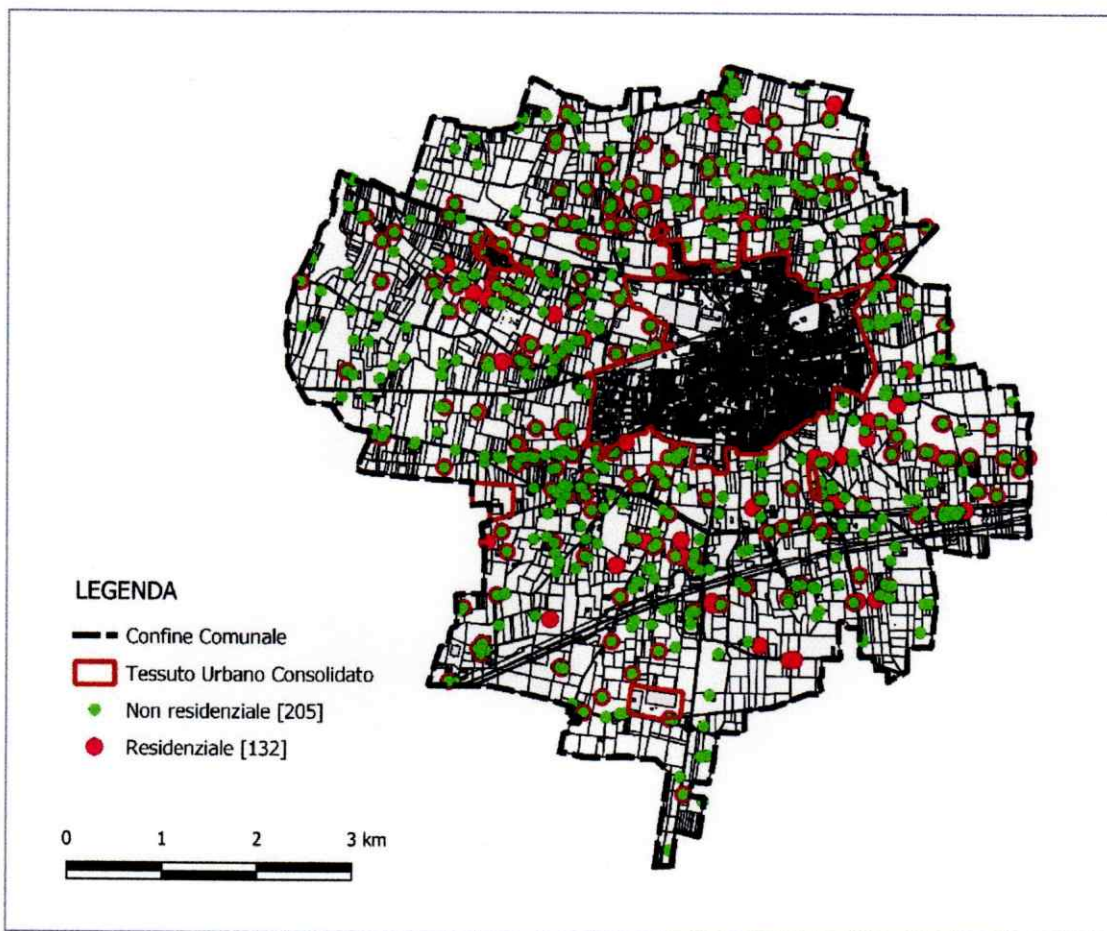 LEGENDA
Confine Comunale
Tessuto Urbano Consolidato
Non residenziale [205]
Residenziale [132]
0 1 2 3 km